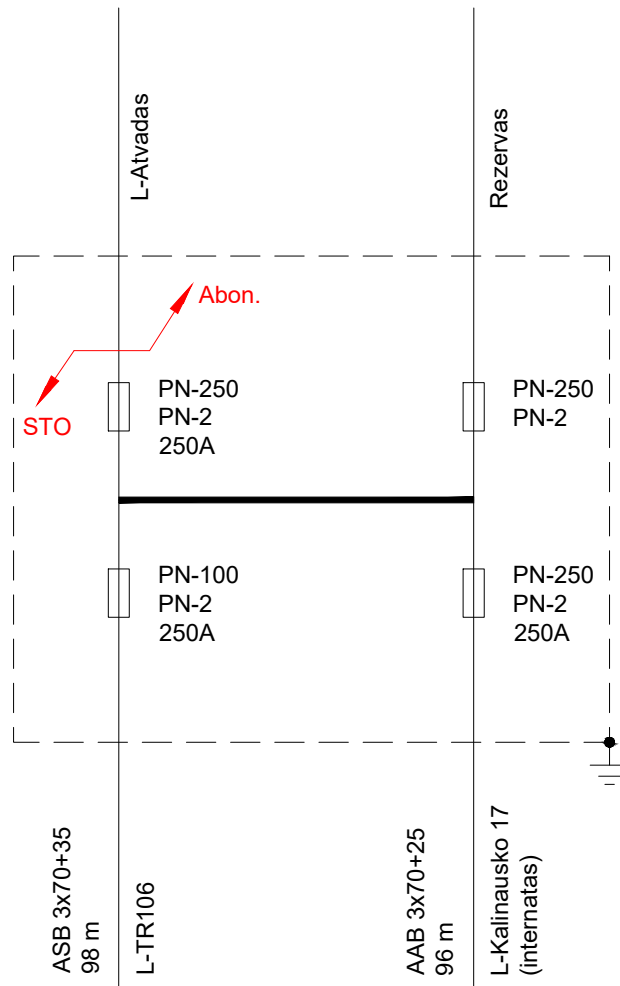 L-Atvadas
Rezervas
Abon.
STO
PN-250
PN-2
250A
PN-250
PN-2
PN-100
PN-2
250A
PN-250
PN-2
250A
ASB 3x70+35
98 m
L-TR106
AAB 3x70+25
96 m
L-Kalinausko 17
(internatas)